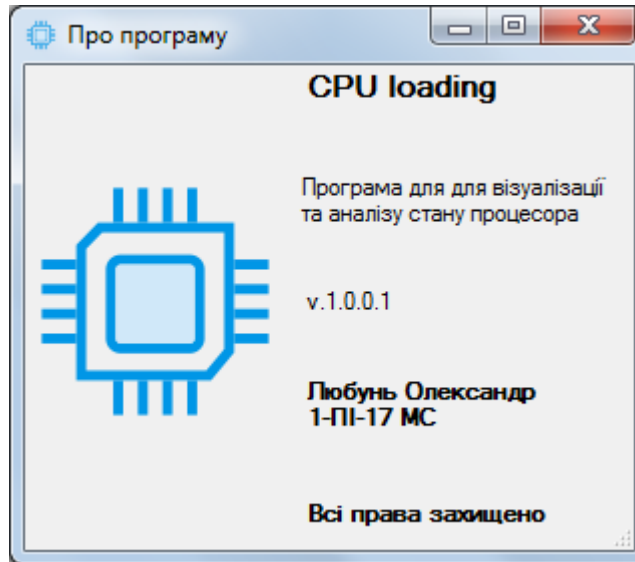 Про програму
CPU loading
Програма для для візуалізації
та аналізу стану процесора
v.1.0.0.1
Любунь Олександр
1-ПІ-17 МС
Всі права захищено